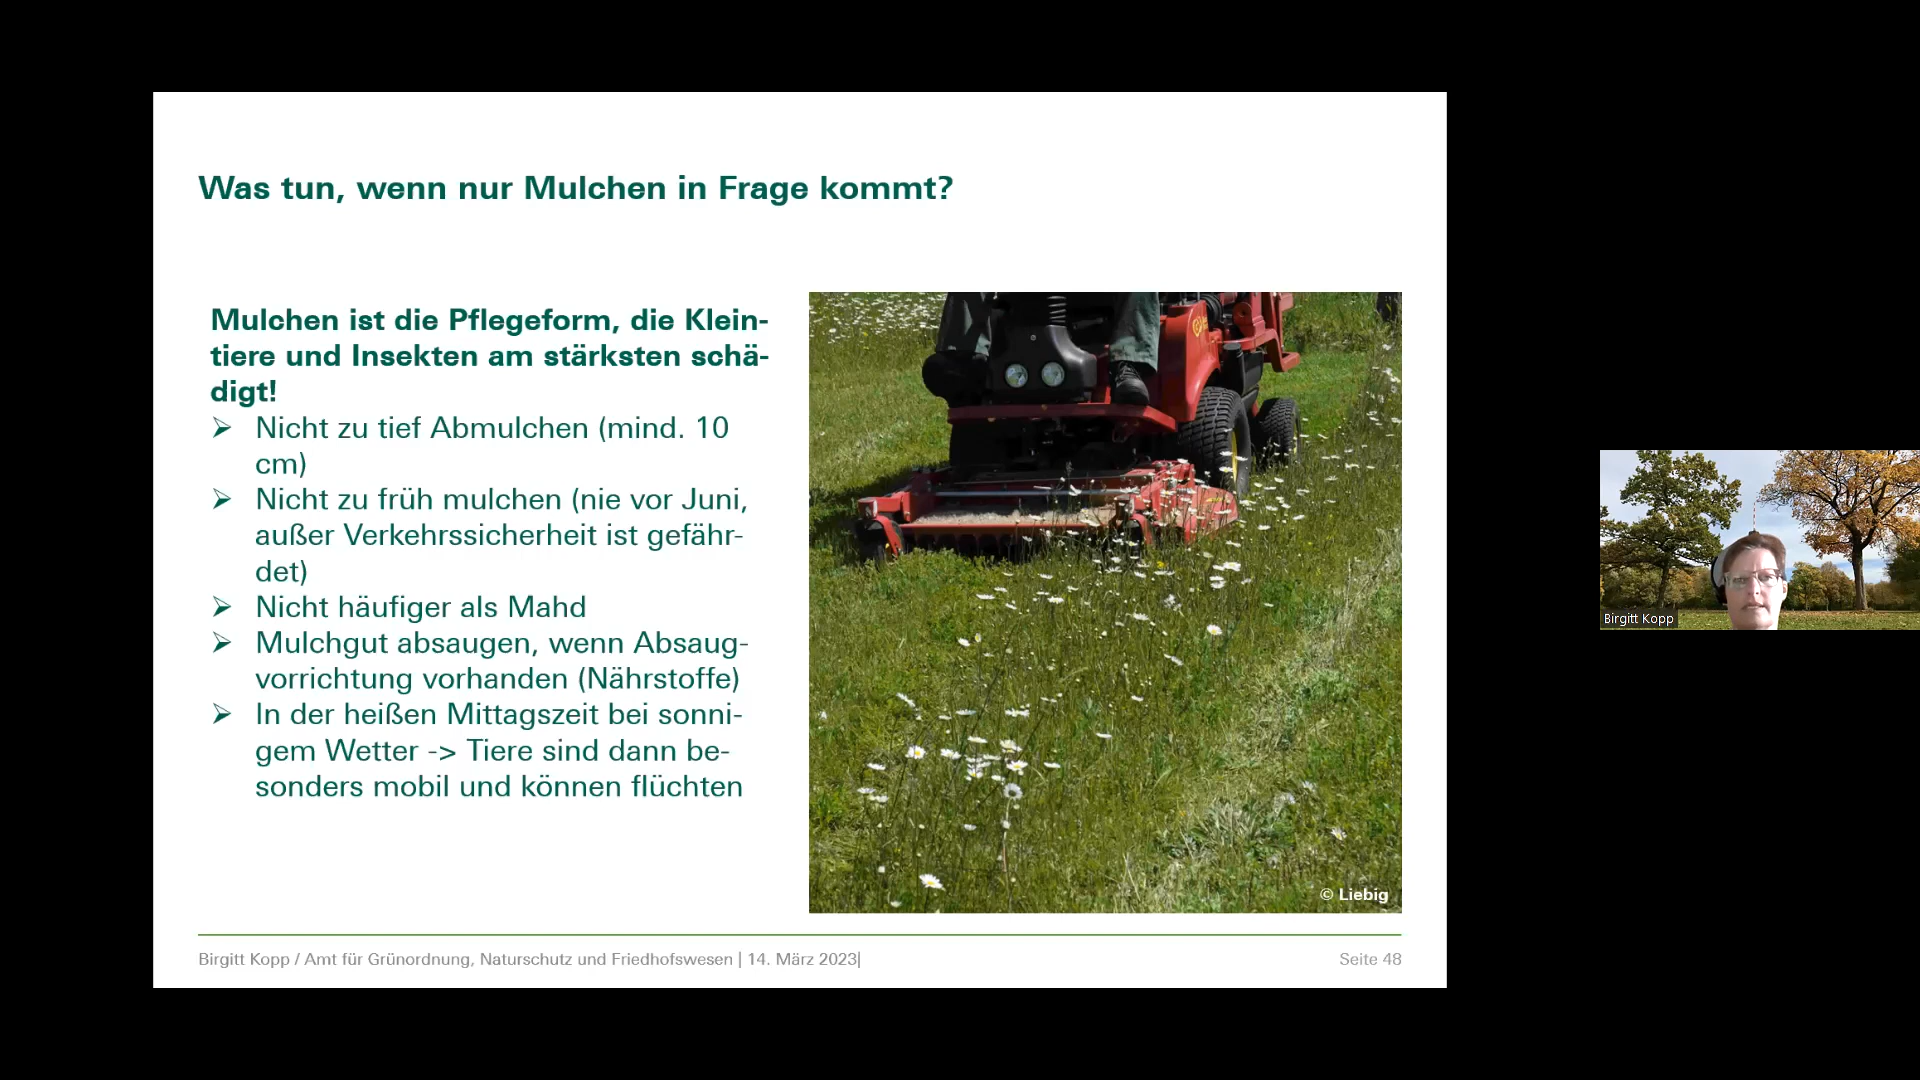 Was tun, wenn nur Mulchen in Frage kommt?
Mulchen ist die Pflegeform, die Klein-
tiere und Insekten am stärksten schä-
digt!
➢ Nicht zu tief Abmulchen (mind. 10
cm)
➢ Nicht zu früh mulchen (nie vor Juni,
außer Verkehrssicherheit ist gefähr-
det)
➢ Nicht häufiger als Mahd
➢ Mulchgut absaugen, wenn Absaug-
vorrichtung vorhanden (Nährstoffe)
➢ In der heißen Mittagszeit bei sonni-
gem Wetter -> Tiere sind dann be-
sonders mobil und können flüchten
© Liebig
Birgitt Kopp / Amt für Grünordnung, Naturschutz und Friedhofswesen | 14. März 2023|
Seite 48
Birgitt Kopp